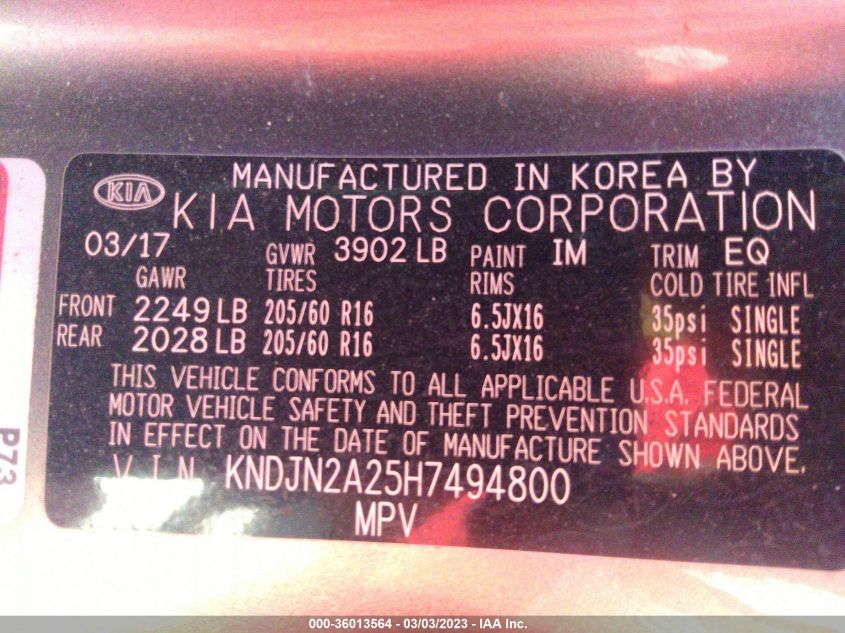 MANUFACTURED IN KOREA BY
KIA KIA MOTORS CORPORATION
03/17 GVWR 3902 LB PAINT IM TRIM EQ
GAWR TIRES RIMS COLD TIRE INFL
FRONT 2249 LB 205/60 R16 6.5JX16 35psi SINGLE
REAR 2028 LB 205/60 R16 6.5JX16 35psi SINGLE
THIS VEHICLE CONFORMS TO ALL APPLICABLE U.S.A. FEDERAL
MOTOR VEHICLE SAFETY AND THEFT PREVENTION STANDARDS
IN EFFECT ON THE DATE OF MANUFACTURE SHOWN ABOVE.
V I N KNDJN2A25H7494800
MPV
P73
000-36013564 - 03/03/2023 - IAA Inc.